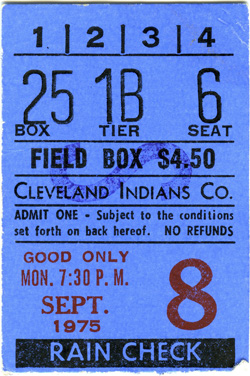 1 | 2 | 3 | 4
25 1B 6
BOX TIER SEAT
FIELD BOX $4.50
CLEVELAND INDIANS CO.
ADMIT ONE - Subject to the conditions
set forth on back hereof. NO REFUNDS
GOOD ONLY
MON. 7:30 P. M.
SEPT. 8
1975
RAIN CHECK